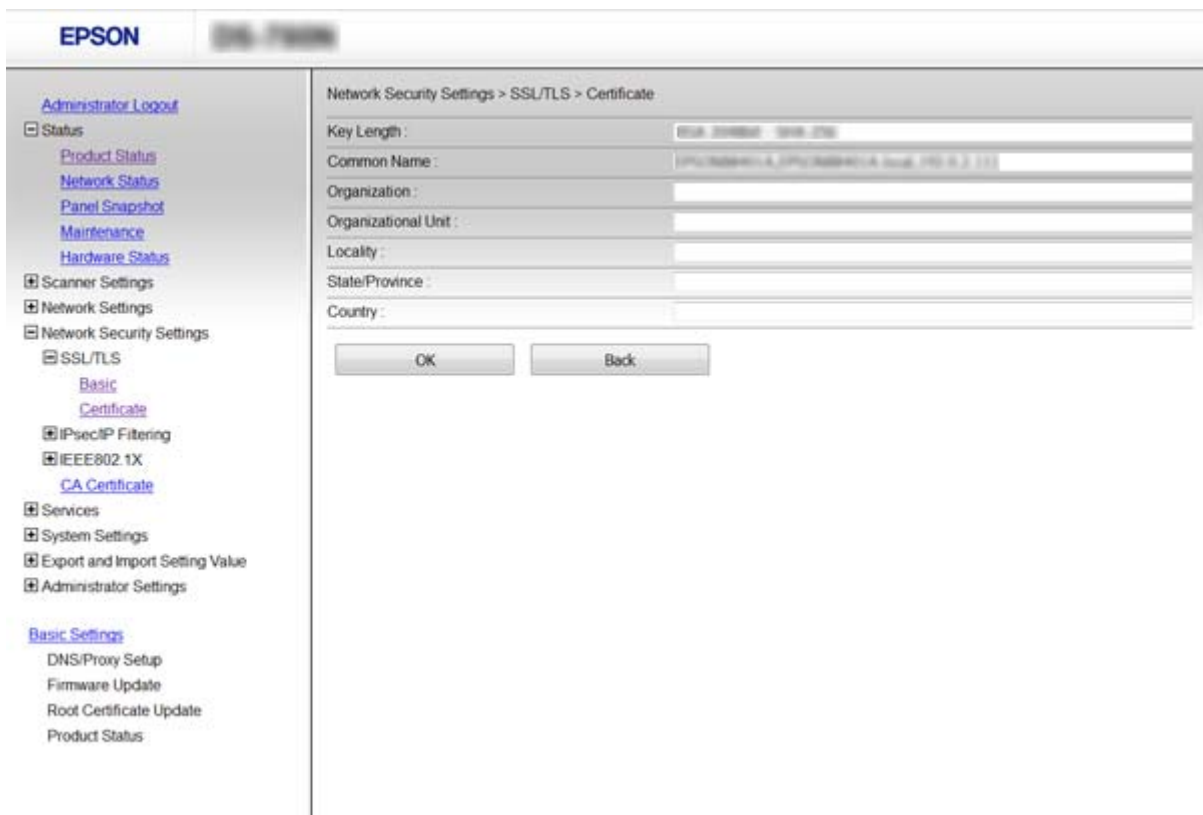 EPSON
Administrator Logout
Status
Product Status
Network Status
Panel Snapshot
Maintenance
Hardware Status
Scanner Settings
Network Settings
Network Security Settings
SSL/TLS
Basic
Certificate
IPsec/IP Filtering
IEEE802.1X
CA Certificate
Services
System Settings
Export and Import Setting Value
Administrator Settings
Basic Settings
DNS/Proxy Setup
Firmware Update
Root Certificate Update
Product Status
Network Security Settings > SSL/TLS > Certificate
Key Length :
Common Name :
Organization :
Organizational Unit :
Locality :
State/Province :
Country :
OK Back